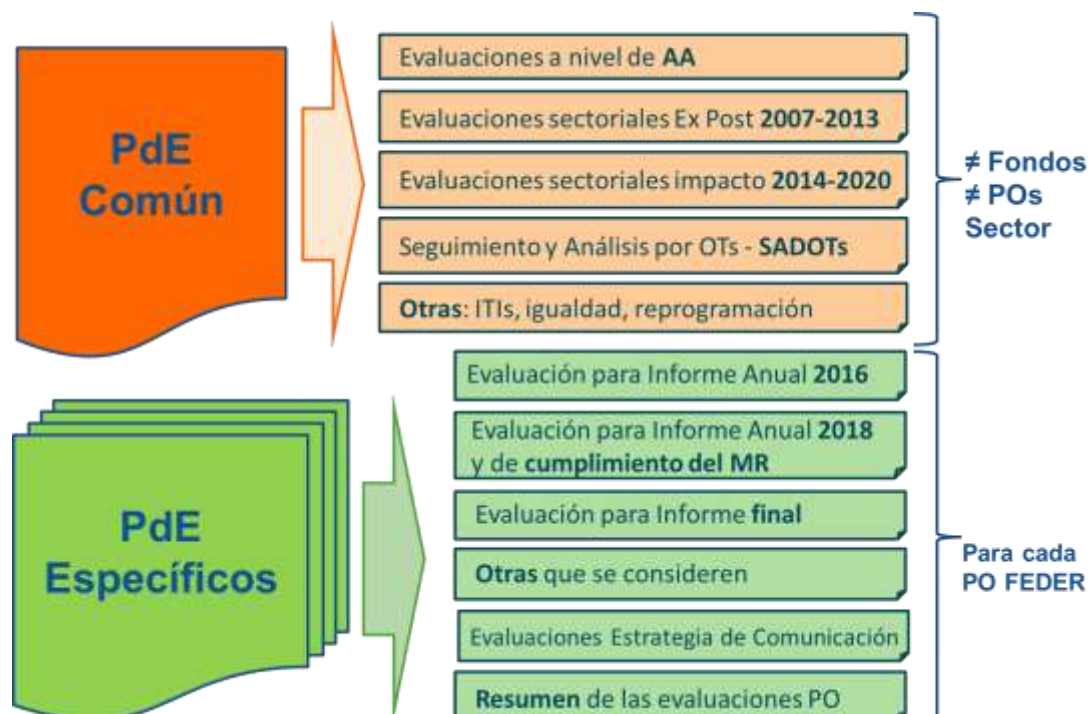 PdE
Común
Evaluaciones a nivel de AA
Evaluaciones sectoriales Ex Post 2007-2013
Evaluaciones sectoriales impacto 2014-2020
Seguimiento y Análisis por OTs - SADOTs
Otras: ITIs, igualdad, reprogramación
≠ Fondos
≠ POs
Sector
PdE
Específicos
Evaluación para Informe Anual 2016
Evaluación para Informe Anual 2018
y de cumplimiento del MR
Evaluación para Informe final
Otras que se consideren
Evaluaciones Estrategia de Comunicación
Resumen de las evaluaciones PO
Para cada
PO FEDER